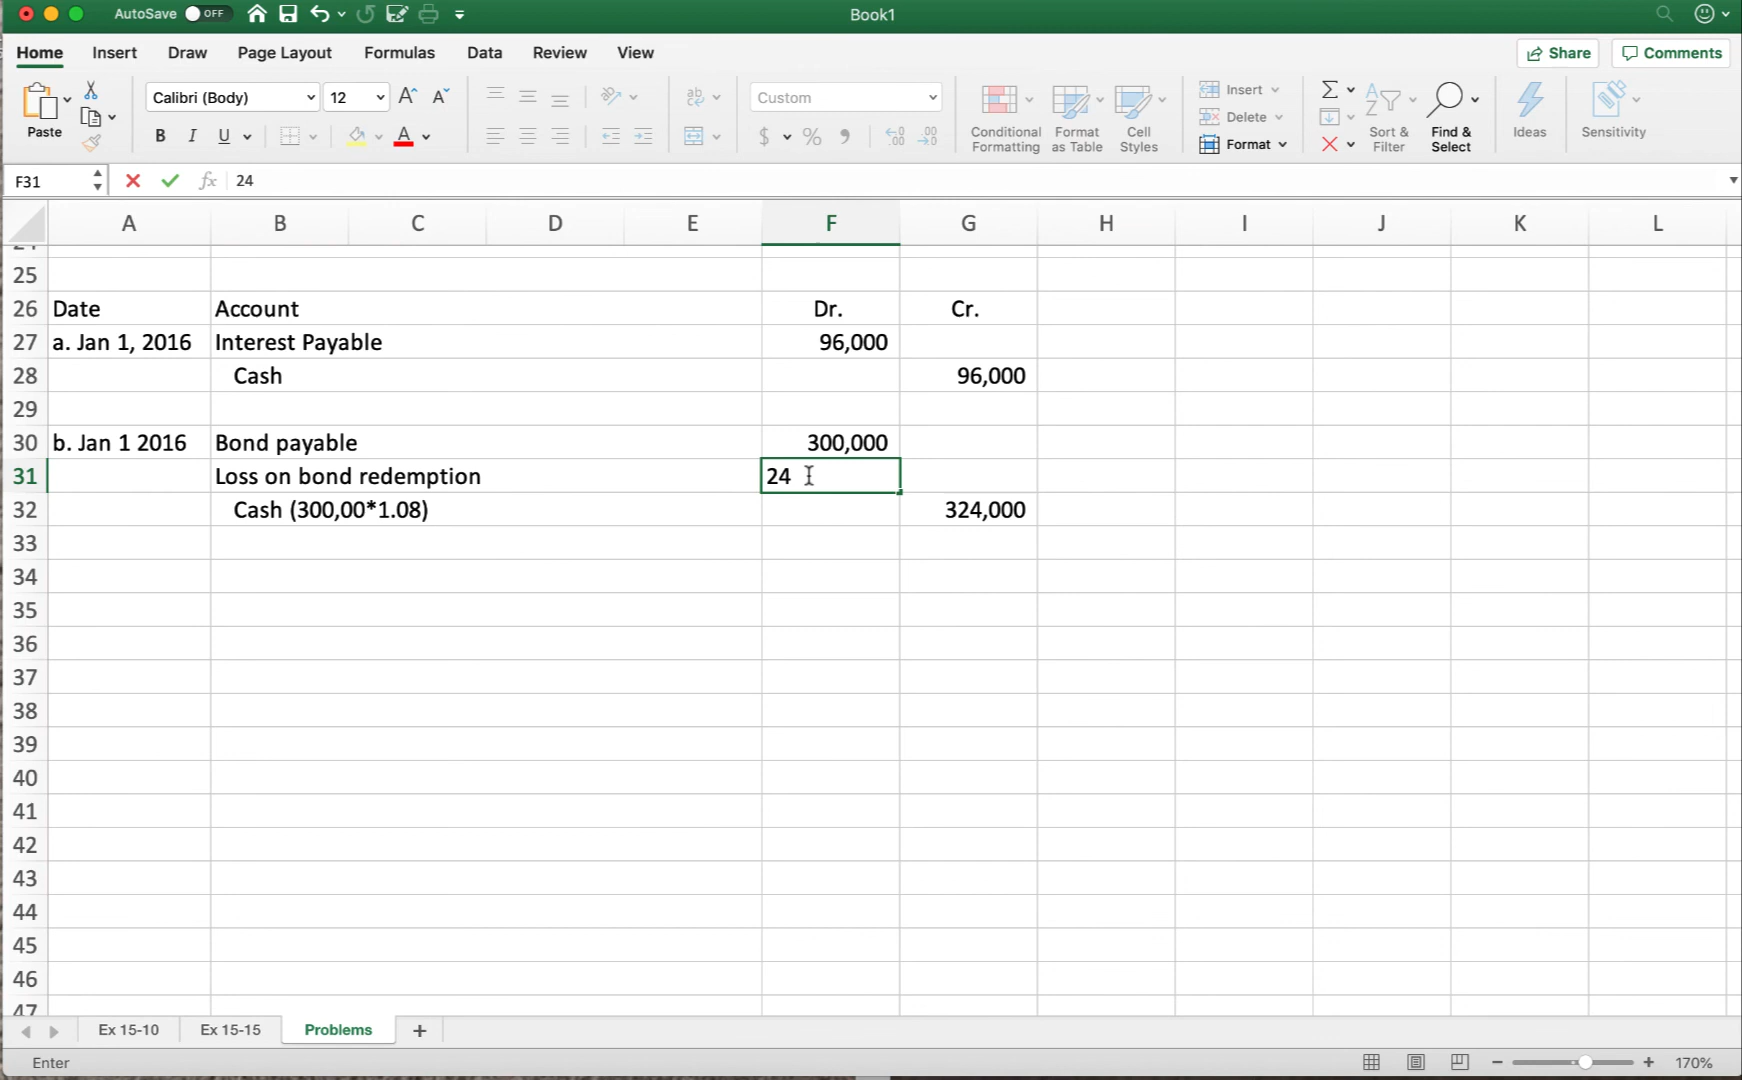 AutoSave OFF Book1
Home Insert Draw Page Layout Formulas Data Review View Share Comments
Paste Calibri (Body) 12 Custom Conditional Formatting Format as Table Cell Styles Insert Delete Format Sort & Filter Find & Select Ideas Sensitivity
B I U A $ % Σ
F31 fx 24
A B C D E F G H I J K L
25
26 Date Account Dr. Cr.
27 a. Jan 1, 2016 Interest Payable 96,000
28 Cash 96,000
29
30 b. Jan 1 2016 Bond payable 300,000
31 Loss on bond redemption 24
32 Cash (300,00*1.08) 324,000
33
34
35
36
37
38
39
40
41
42
43
44
45
46
47
Ex 15-10 Ex 15-15 Problems +
Enter 170%